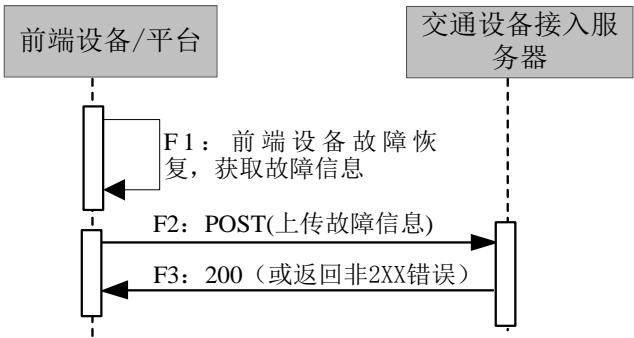 前端设备/平台
交通设备接入服
务器
F1：前端设备故障恢
复，获取故障信息
F2：POST(上传故障信息)
F3：200（或返回非2XX错误）